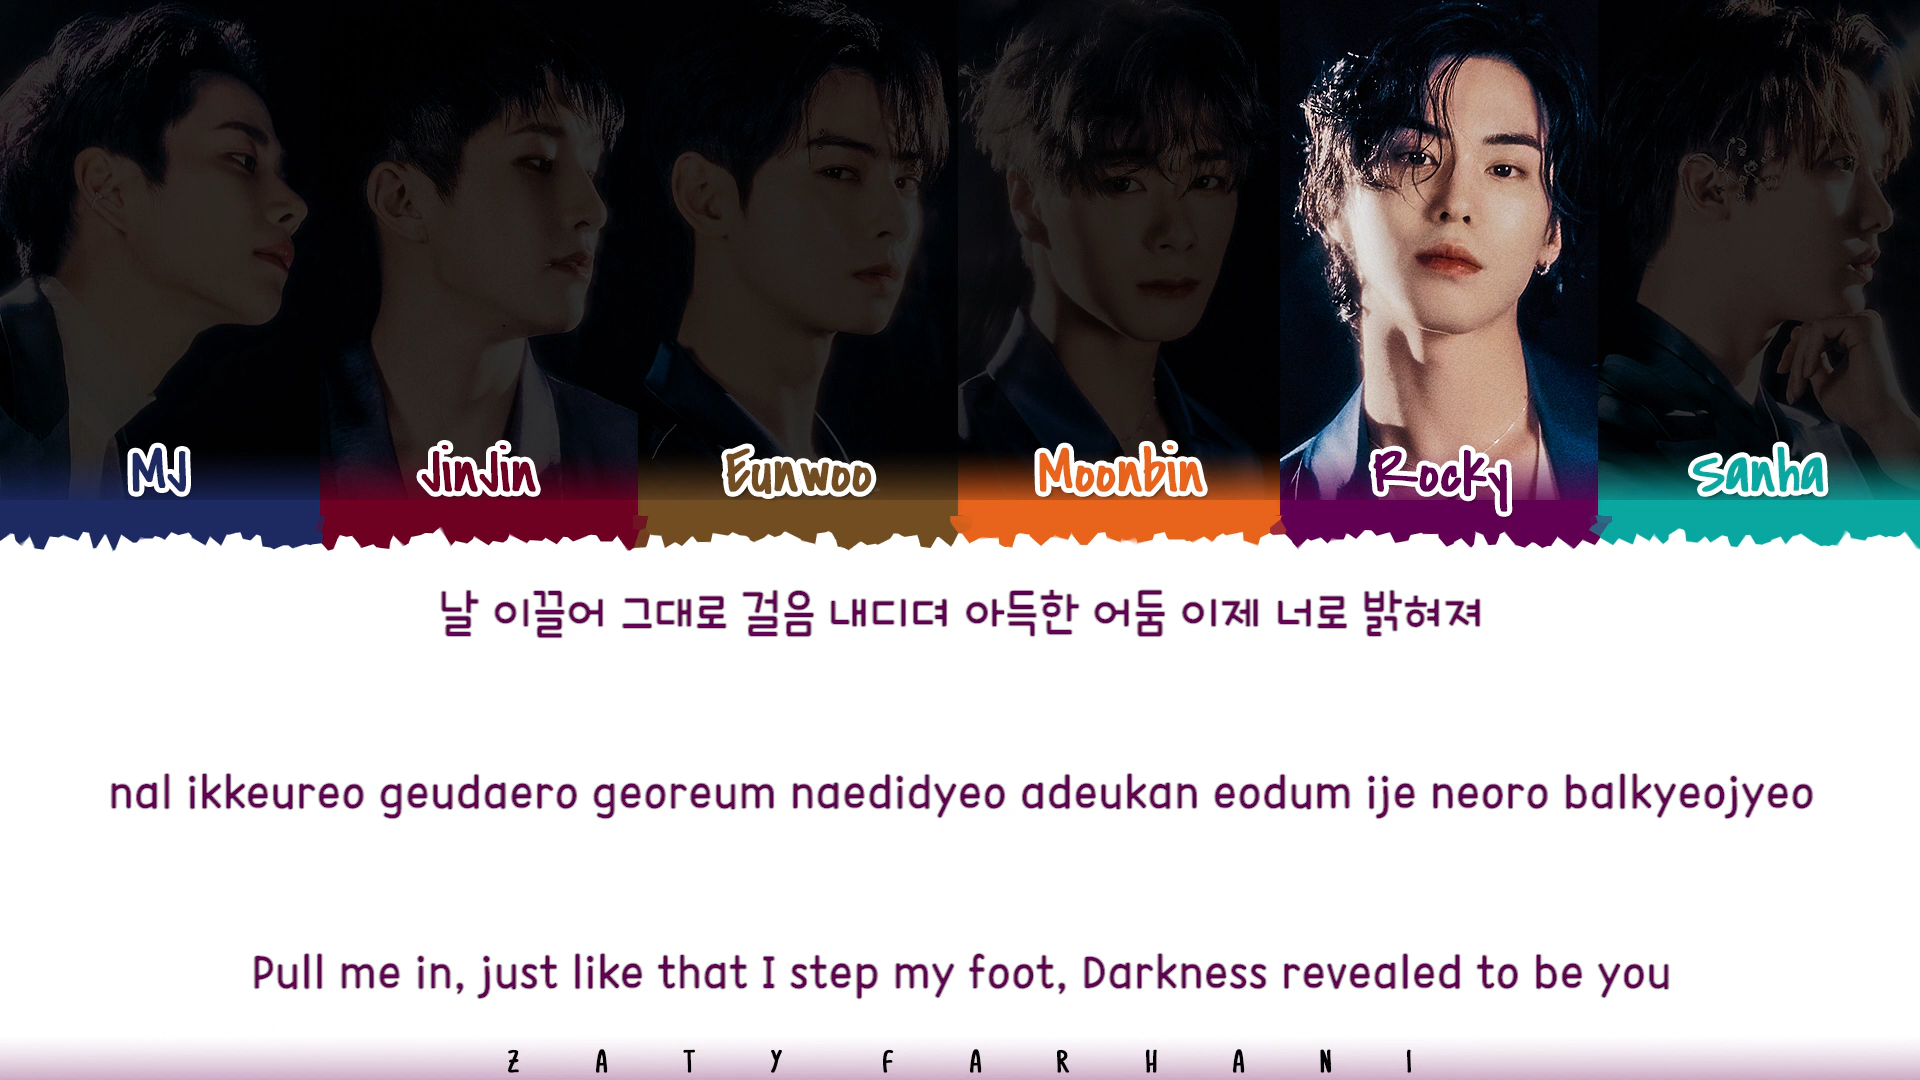 MJ JinJin Eunwoo Moonbin Rocky Sanha
날 이끌어 그대로 걸음 내디뎌 아득한 어둠 이제 너로 밝혀져
nal ikkeureo geudaero georeum naedidyeo adeukan eodum ije neoro balkyeojyeo
Pull me in, just like that I step my foot, Darkness revealed to be you
ZATY FARHANI